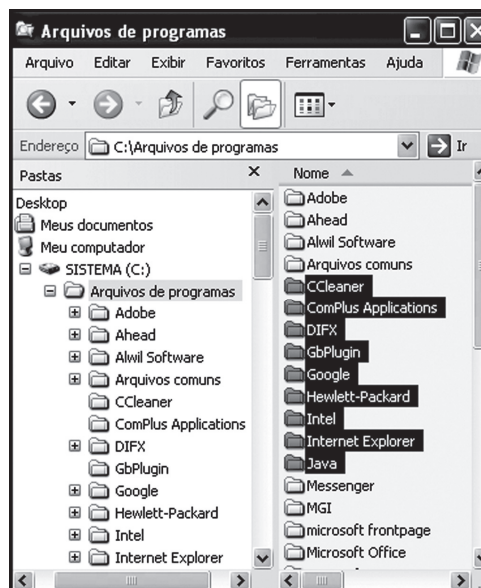 Arquivos de programas
Arquivo Editar Exibir Favoritos Ferramentas Ajuda
Endereço C:\Arquivos de programas Ir
Pastas
Desktop
Meus documentos
Meu computador
SISTEMA (C:)
Arquivos de programas
Adobe
Ahead
Alwil Software
Arquivos comuns
CCleaner
ComPlus Applications
DIFX
GbPlugin
Google
Hewlett-Packard
Intel
Internet Explorer
Nome
Adobe
Ahead
Alwil Software
Arquivos comuns
CCleaner
ComPlus Applications
DIFX
GbPlugin
Google
Hewlett-Packard
Intel
Internet Explorer
Java
Messenger
MGI
microsoft frontpage
Microsoft Office